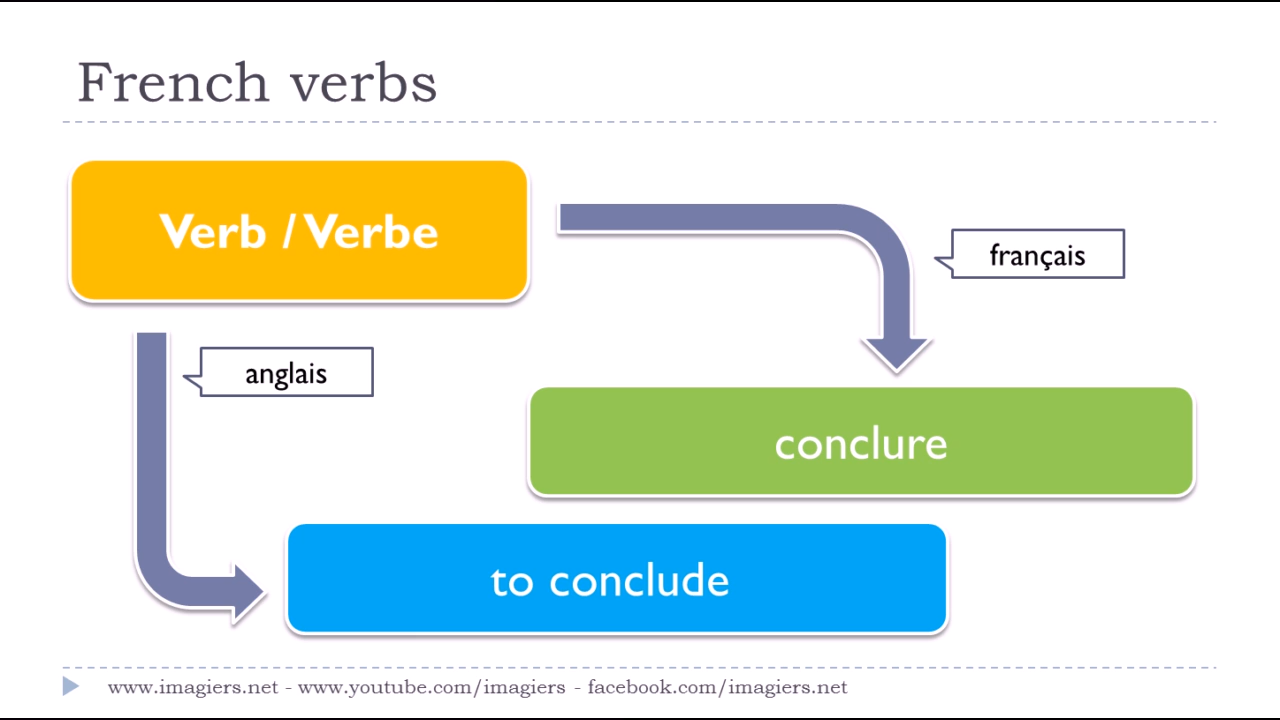 French verbs
Verb / Verbe
français
anglais
conclure
to conclude
www.imagiers.net - www.youtube.com/imagiers - facebook.com/imagiers.net